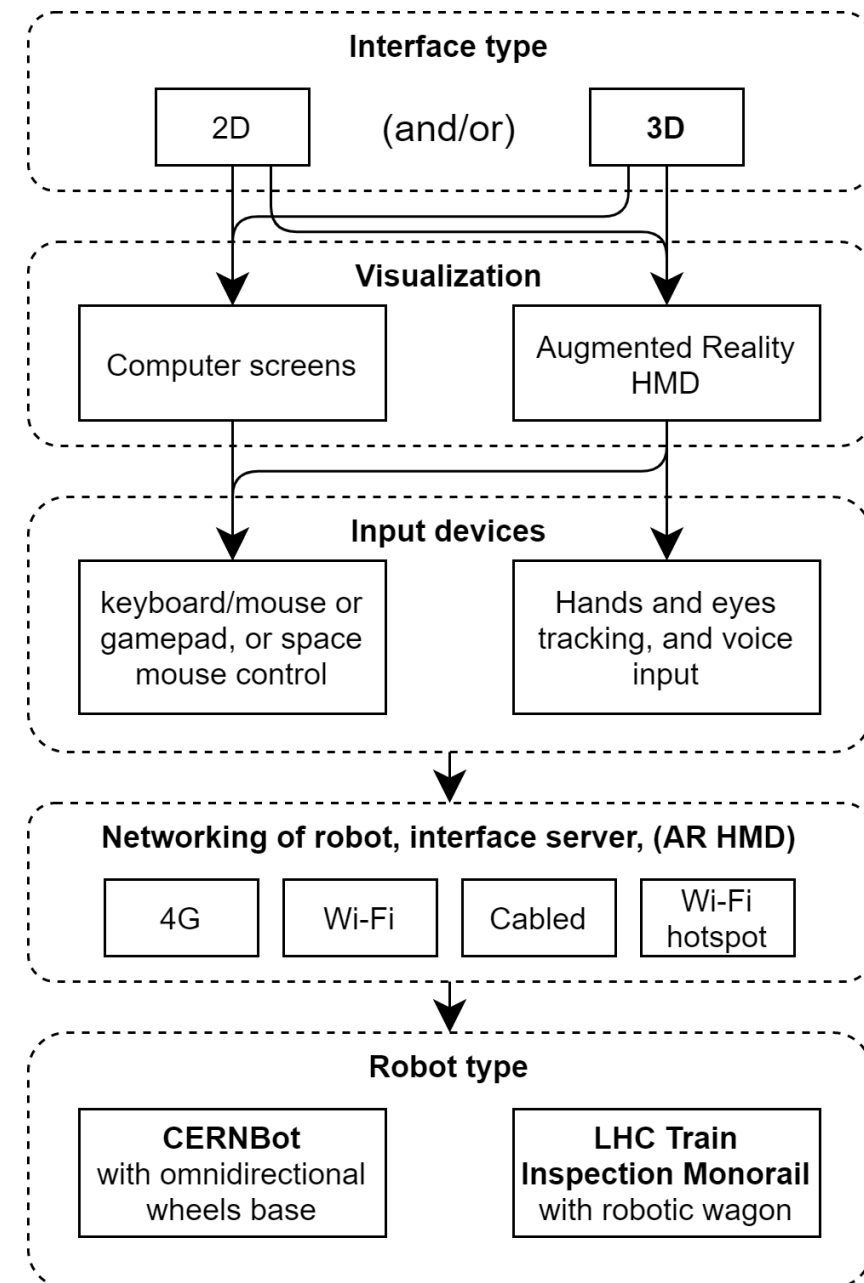 Interface type
2D
(and/or)
3D
Visualization
Computer screens
Augmented Reality
HMD
Input devices
keyboard/mouse or
gamepad, or space
mouse control
Hands and eyes
tracking, and voice
input
Networking of robot, interface server, (AR HMD)
4G
Wi-Fi
Cabled
Wi-Fi
hotspot
Robot type
CERNBot
with omnidirectional
wheels base
LHC Train
Inspection Monorail
with robotic wagon